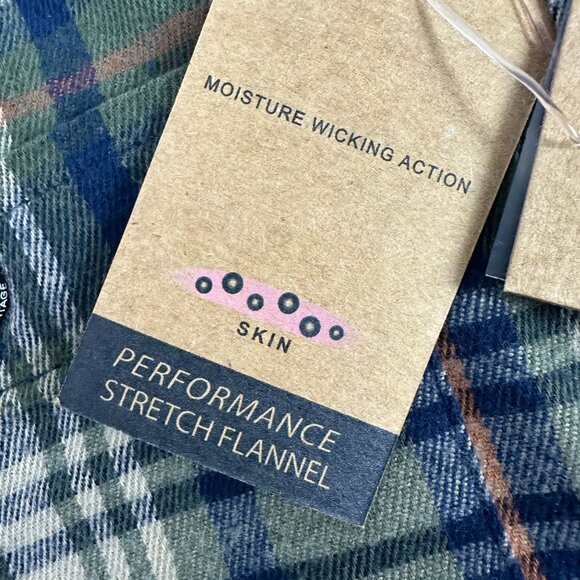 MOISTURE WICKING ACTION
SKIN
PERFORMANCE
STRETCH FLANNEL